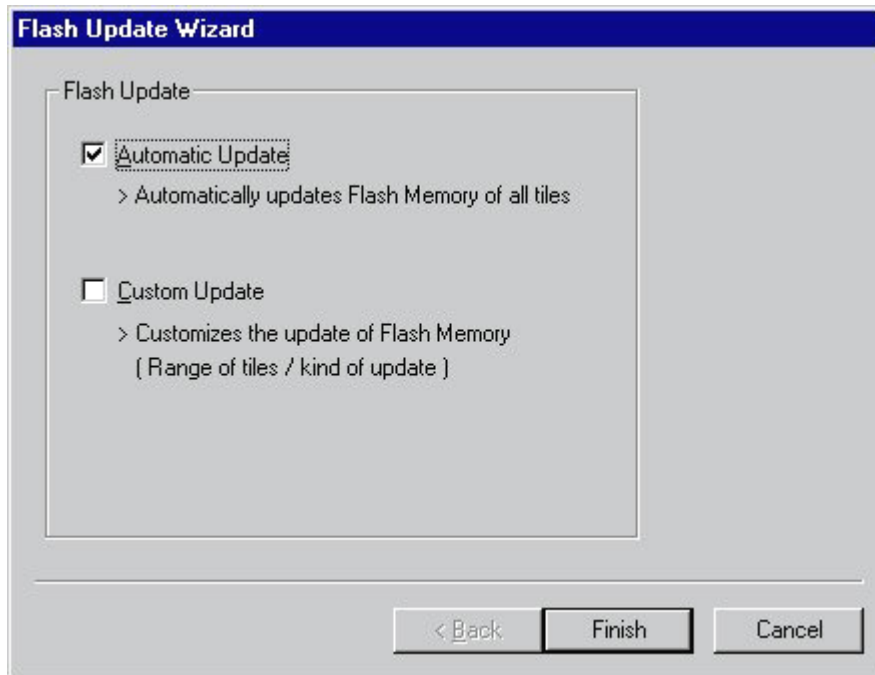 Flash Update Wizard
Flash Update
Automatic Update
> Automatically updates Flash Memory of all tiles
Custom Update
> Customizes the update of Flash Memory
( Range of tiles / kind of update )
< Back
Finish
Cancel